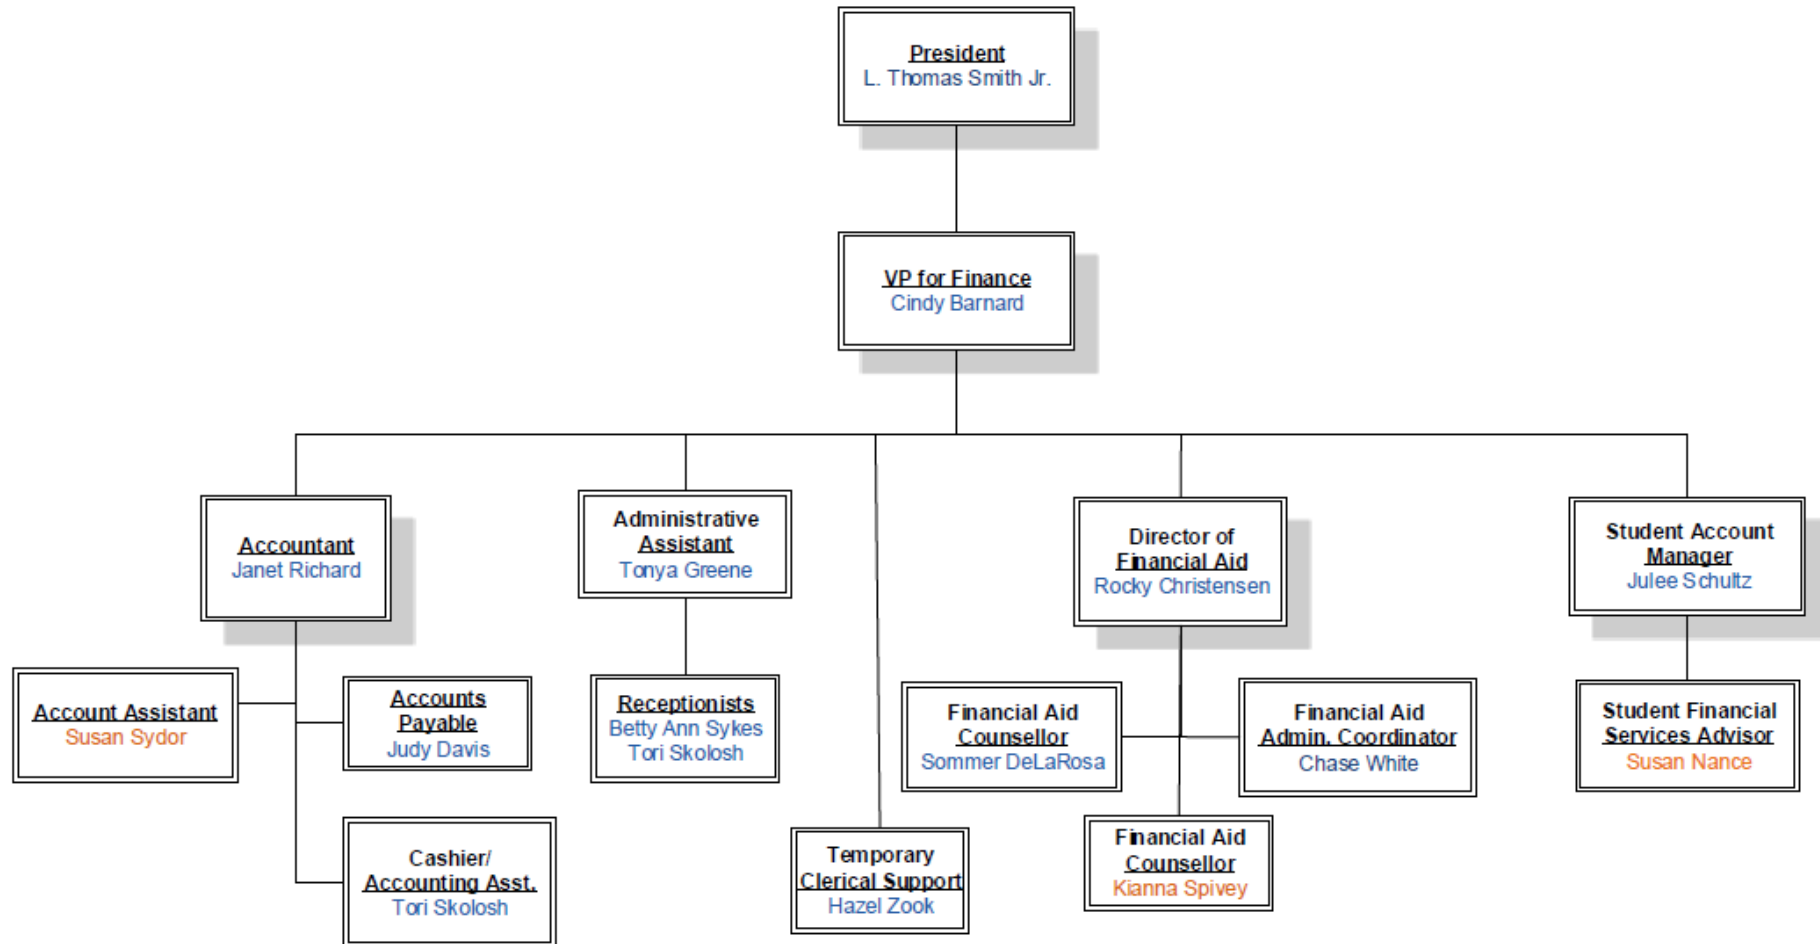 President
L. Thomas Smith Jr.
VP for Finance
Cindy Barnard
Accountant
Janet Richard
Administrative
Assistant
Tonya Greene
Director of
Financial Aid
Rocky Christensen
Student Account
Manager
Julee Schultz
Account Assistant
Susan Sydor
Accounts
Payable
Judy Davis
Receptionists
Betty Ann Sykes
Tori Skolosh
Financial Aid
Counsellor
Sommer DeLaRosa
Financial Aid
Admin. Coordinator
Chase White
Student Financial
Services Advisor
Susan Nance
Cashier/
Accounting Asst.
Tori Skolosh
Temporary
Clerical Support
Hazel Zook
Financial Aid
Counsellor
Kianna Spivey